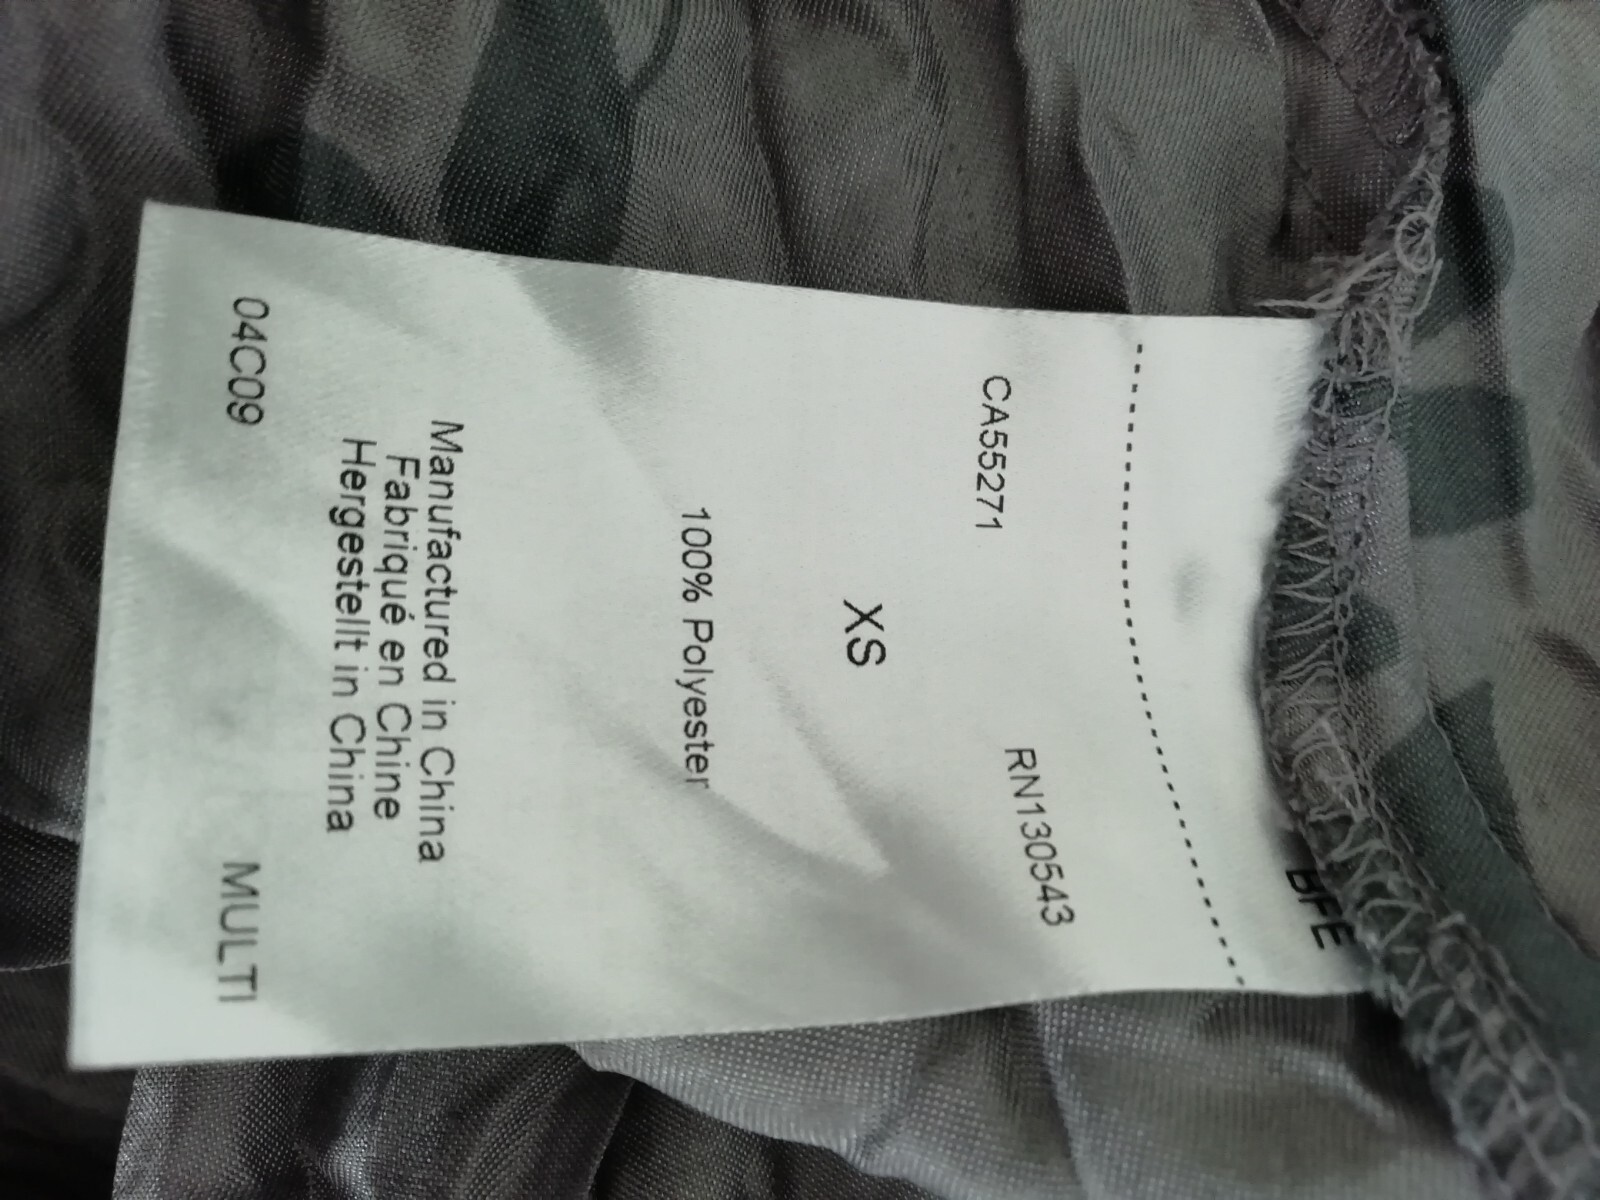 BFE
CA55271 RN130543
XS
100% Polyester
Manufactured in China
Fabriqué en Chine
Hergestellt in China
04C09 MULTI